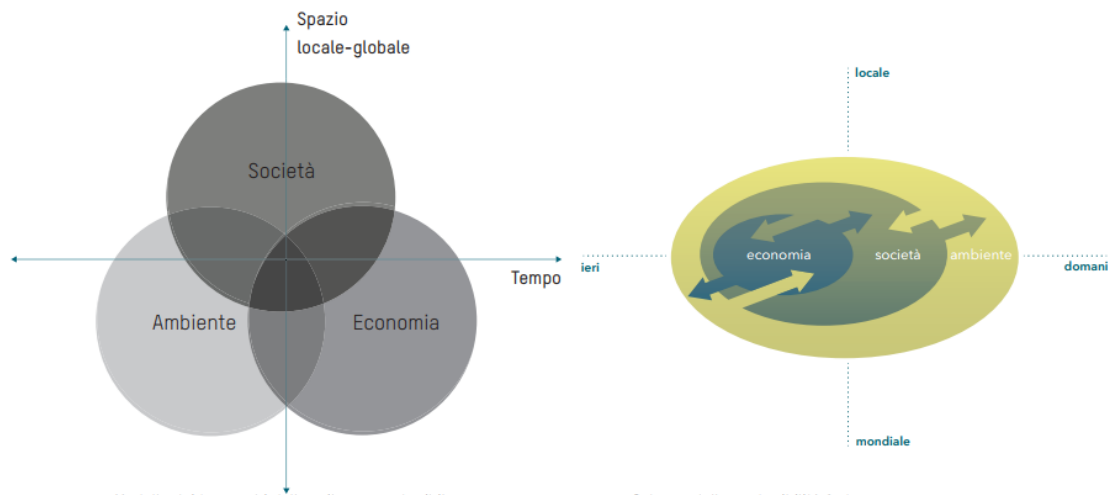 Spazio
locale-globale
Società
Tempo
Ambiente
Economia
locale
economia
società
ambiente
ieri
domani
mondiale